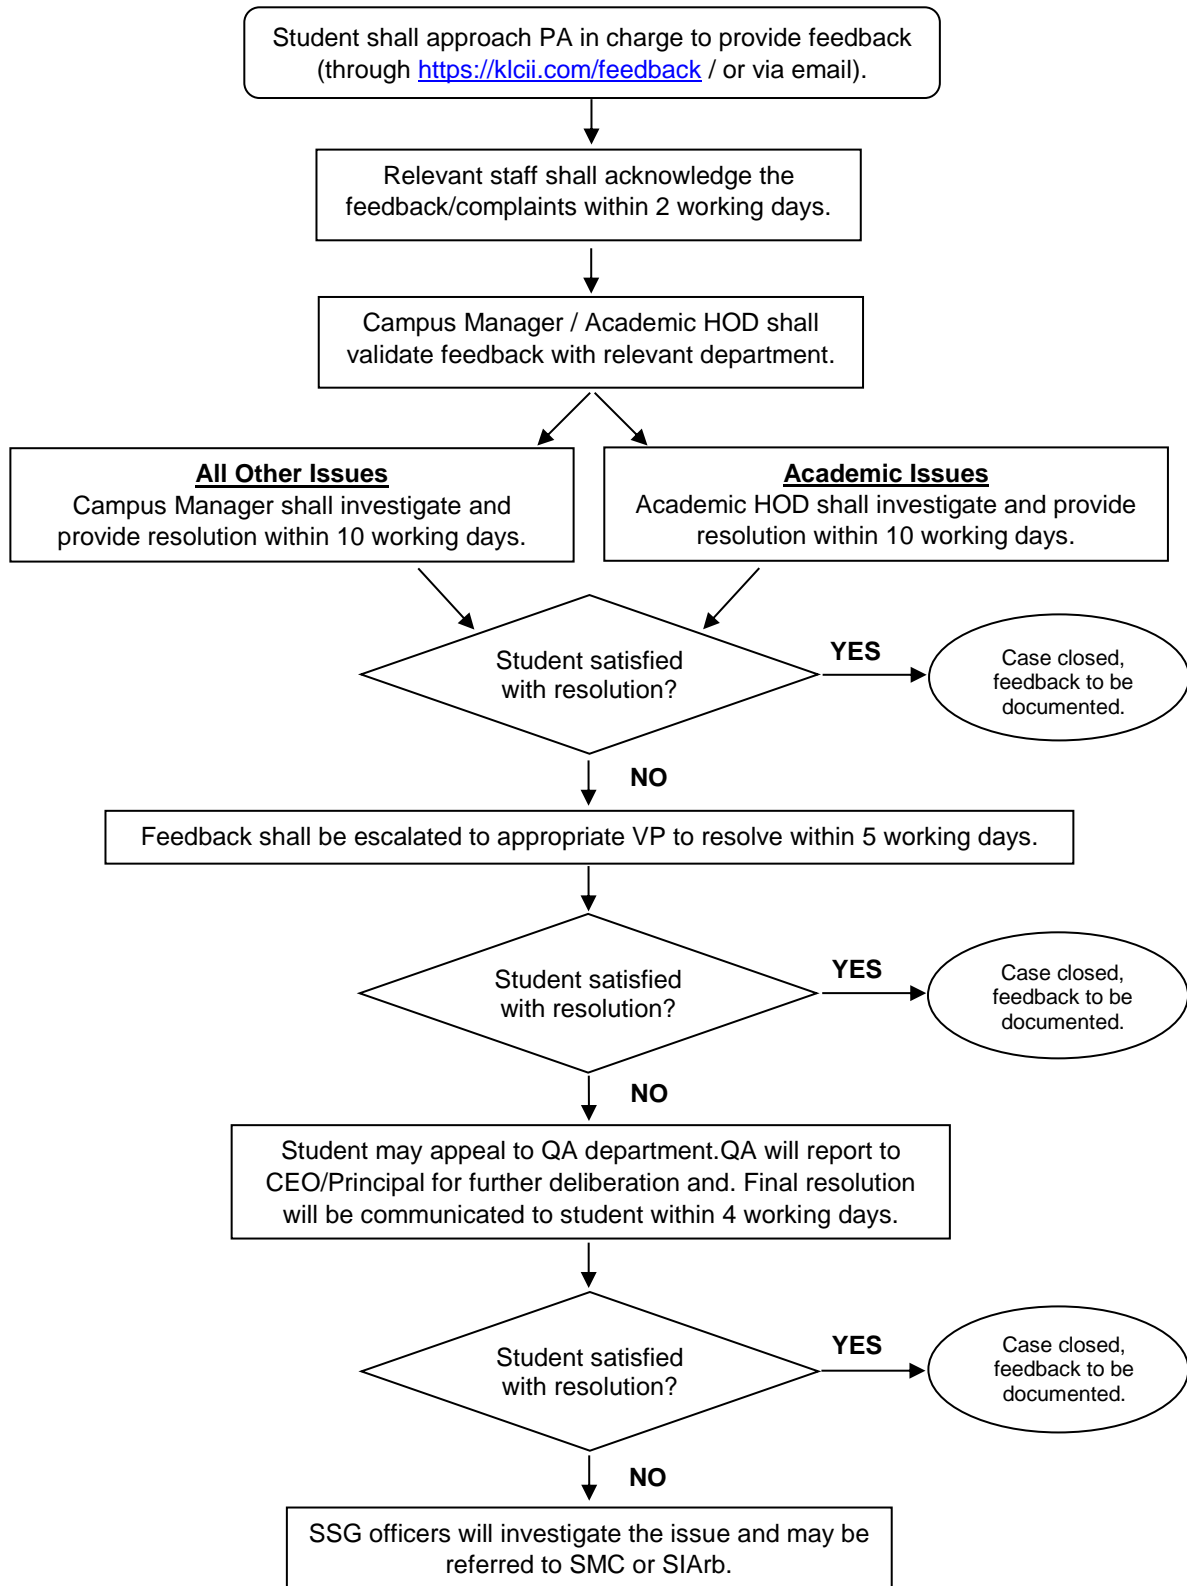 Student shall approach PA in charge to provide feedback
(through https://klcii.com/feedback / or via email).
Relevant staff shall acknowledge the
feedback/complaints within 2 working days.
Campus Manager / Academic HOD shall
validate feedback with relevant department.
All Other Issues
Campus Manager shall investigate and
provide resolution within 10 working days.
Academic Issues
Academic HOD shall investigate and provide
resolution within 10 working days.
Student satisfied
with resolution?
YES
Case closed,
feedback to be
documented.
NO
Feedback shall be escalated to appropriate VP to resolve within 5 working days.
Student satisfied
with resolution?
YES
Case closed,
feedback to be
documented.
NO
Student may appeal to QA department.QA will report to
CEO/Principal for further deliberation and. Final resolution
will be communicated to student within 4 working days.
Student satisfied
with resolution?
YES
Case closed,
feedback to be
documented.
NO
SSG officers will investigate the issue and may be
referred to SMC or SIArb.